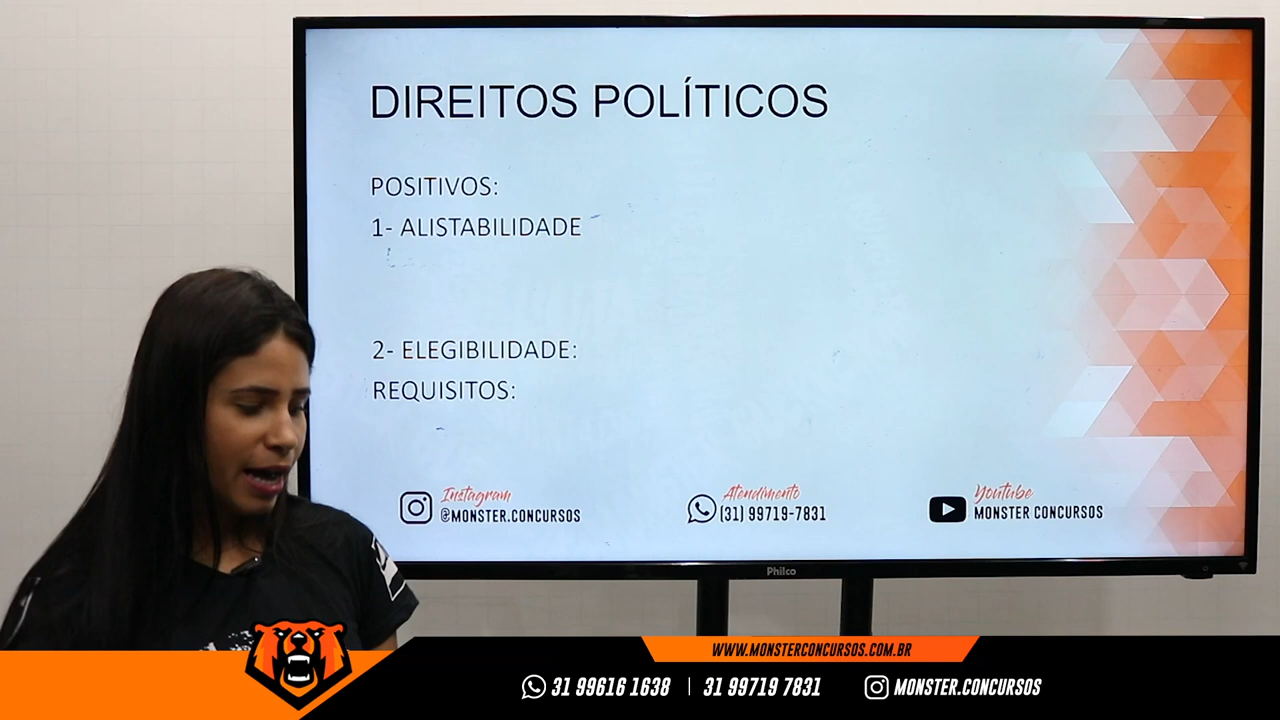 DIREITOS POLÍTICOS
POSITIVOS:
1- ALISTABILIDADE
2- ELEGIBILIDADE:
REQUISITOS:
Instagram
@MONSTER.CONCURSOS
Atendimento
(31) 99719-7831
Youtube
MONSTER CONCURSOS
Philco
WWW.MONSTERCONCURSOS.COM.BR
31 99616 1638 | 31 99719 7831 MONSTER.CONCURSOS